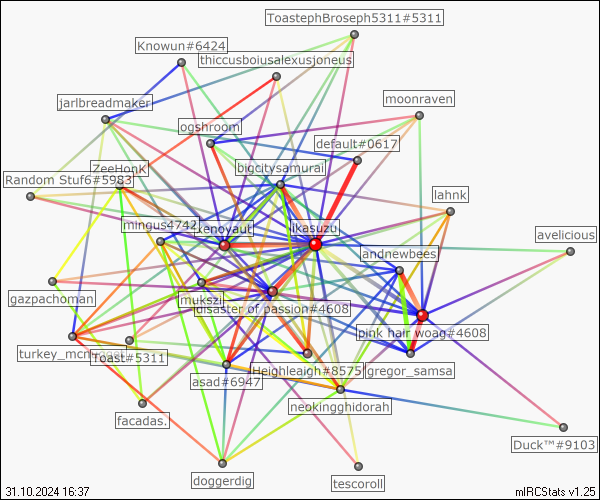 ToastephBroseph5311#5311
Knowun#6424
thiccusboiusalexusjoneus
jarlbreadmaker
moonraven
ogshroom
default#0617
bigcitysamurai
ZeeHonK
Random Stuf6#5983
lahnk
mingus4742
xenoyaut
ikasuzu
avelicious
andnewbees
gazpachoman
mukszi
disaster of passion#4608
pink hair woag#4608
Toast#5311
Heighleaigh#8575
gregor_samsa
asad#6947
neokingghidorah
facadas.
Duck™#9103
doggerdig
tescoroll
31.10.2024 16:37
mIRCStats v1.25